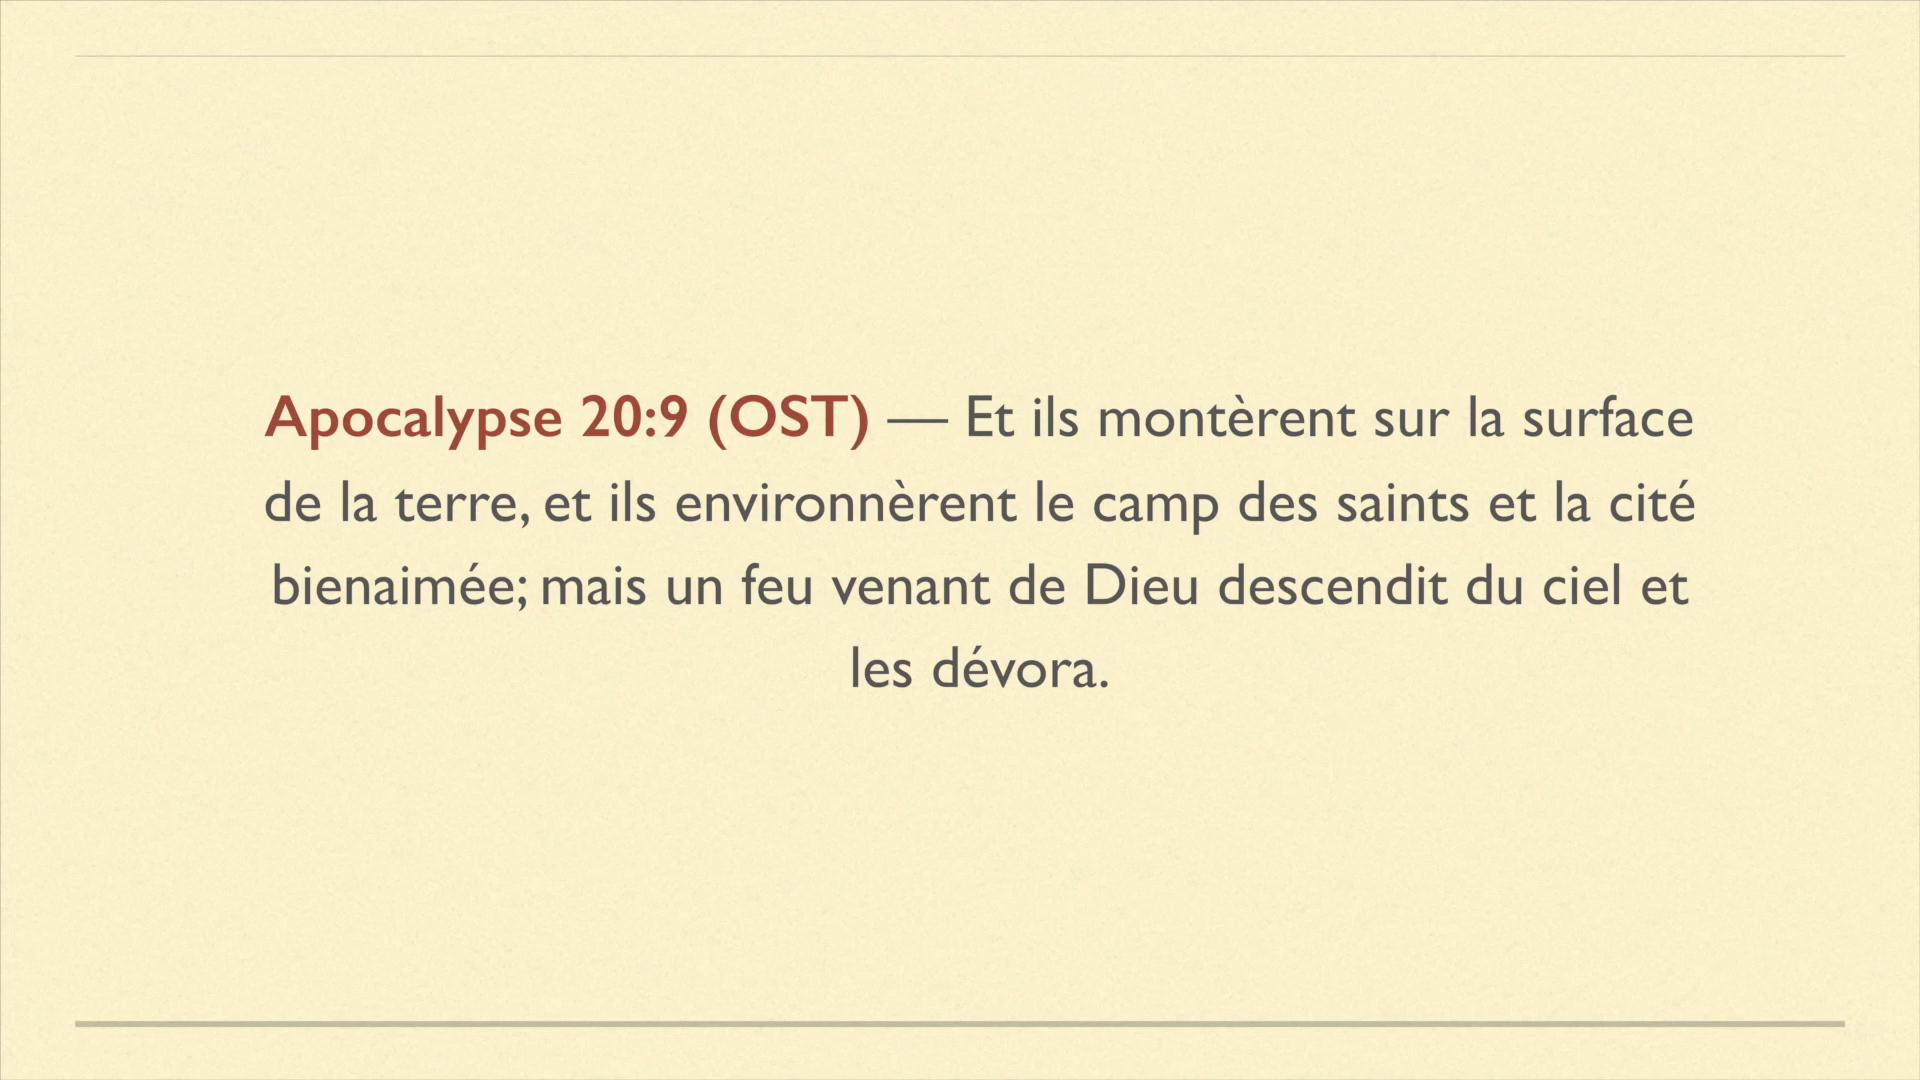 Apocalypse 20:9 (OST) — Et ils montèrent sur la surface
de la terre, et ils environnèrent le camp des saints et la cité
bienaimée; mais un feu venant de Dieu descendit du ciel et
les dévora.